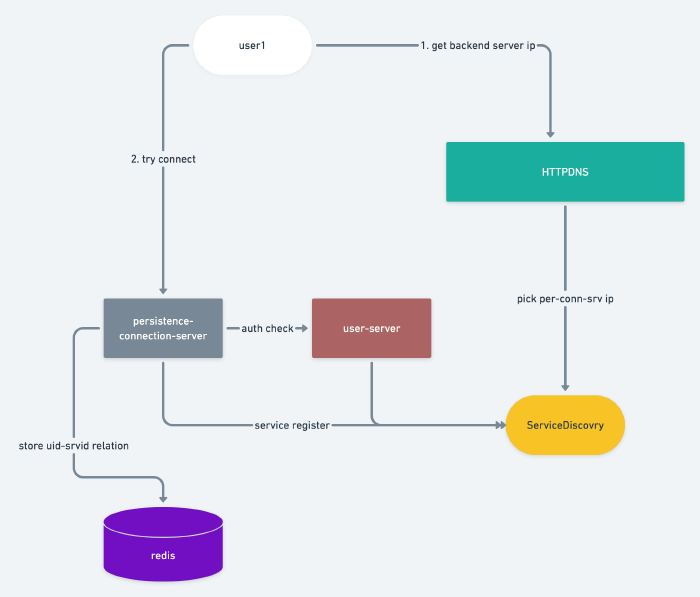 user1
1. get backend server ip
2. try connect
HTTPDNS
pick per-conn-srv ip
persistence-
connection-server
auth check
user-server
service register
ServiceDiscovry
store uid-srvid relation
redis